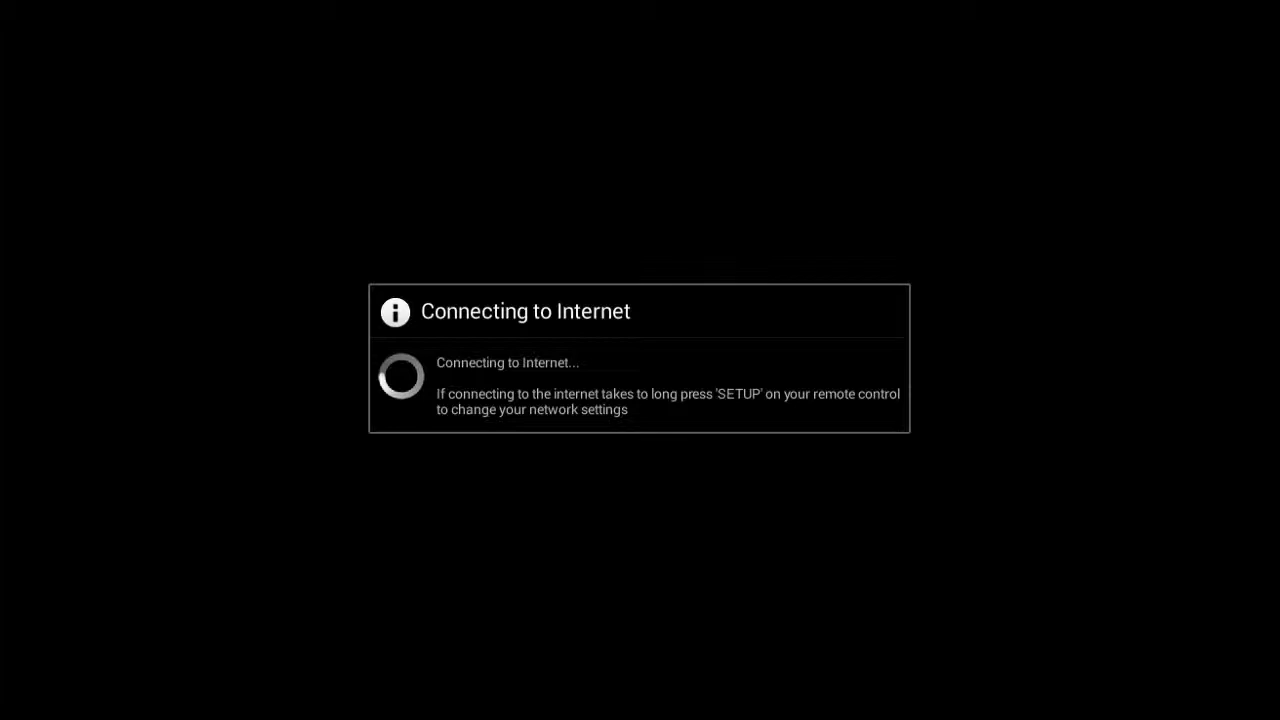 Connecting to Internet
Connecting to Internet...
If connecting to the internet takes to long press 'SETUP' on your remote control
to change your network settings